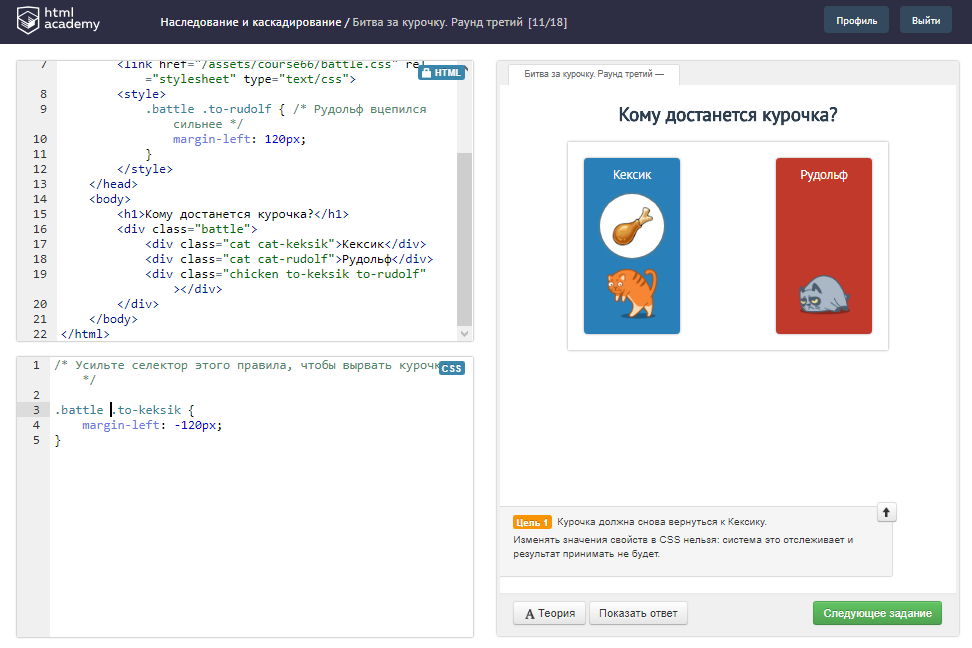 html
academy
Наследование и каскадирование / Битва за курочку. Раунд третий [11/18]
Профиль
Выйти
7 <link href="/assets/course66/battle.css" rel
="stylesheet" type="text/css">
HTML
8 <style>
9 .battle .to-rudolf { /* Рудольф вцепился
сильнее */
10 margin-left: 120px;
11 }
12 </style>
13 </head>
14 <body>
15 <h1>Кому достанется курочка?</h1>
16 <div class="battle">
17 <div class="cat cat-keksik">Кексик</div>
18 <div class="cat cat-rudolf">Рудольф</div>
19 <div class="chicken to-keksik to-rudolf"
></div>
20 </div>
21 </body>
22 </html>
1 /* Усильте селектор этого правила, чтобы вырвать
CSS
*/
2
3 .battle .to-keksik {
4 margin-left: -120px;
5 }
Битва за курочку. Раунд третий —
Кому достанется курочка?
Кексик
Рудольф
Цель 1 Курочка должна снова вернуться к Кексику.
Изменять значения свойств в CSS нельзя: система это отслеживает и
результат принимать не будет.
A Теория
Показать ответ
Следующее задание